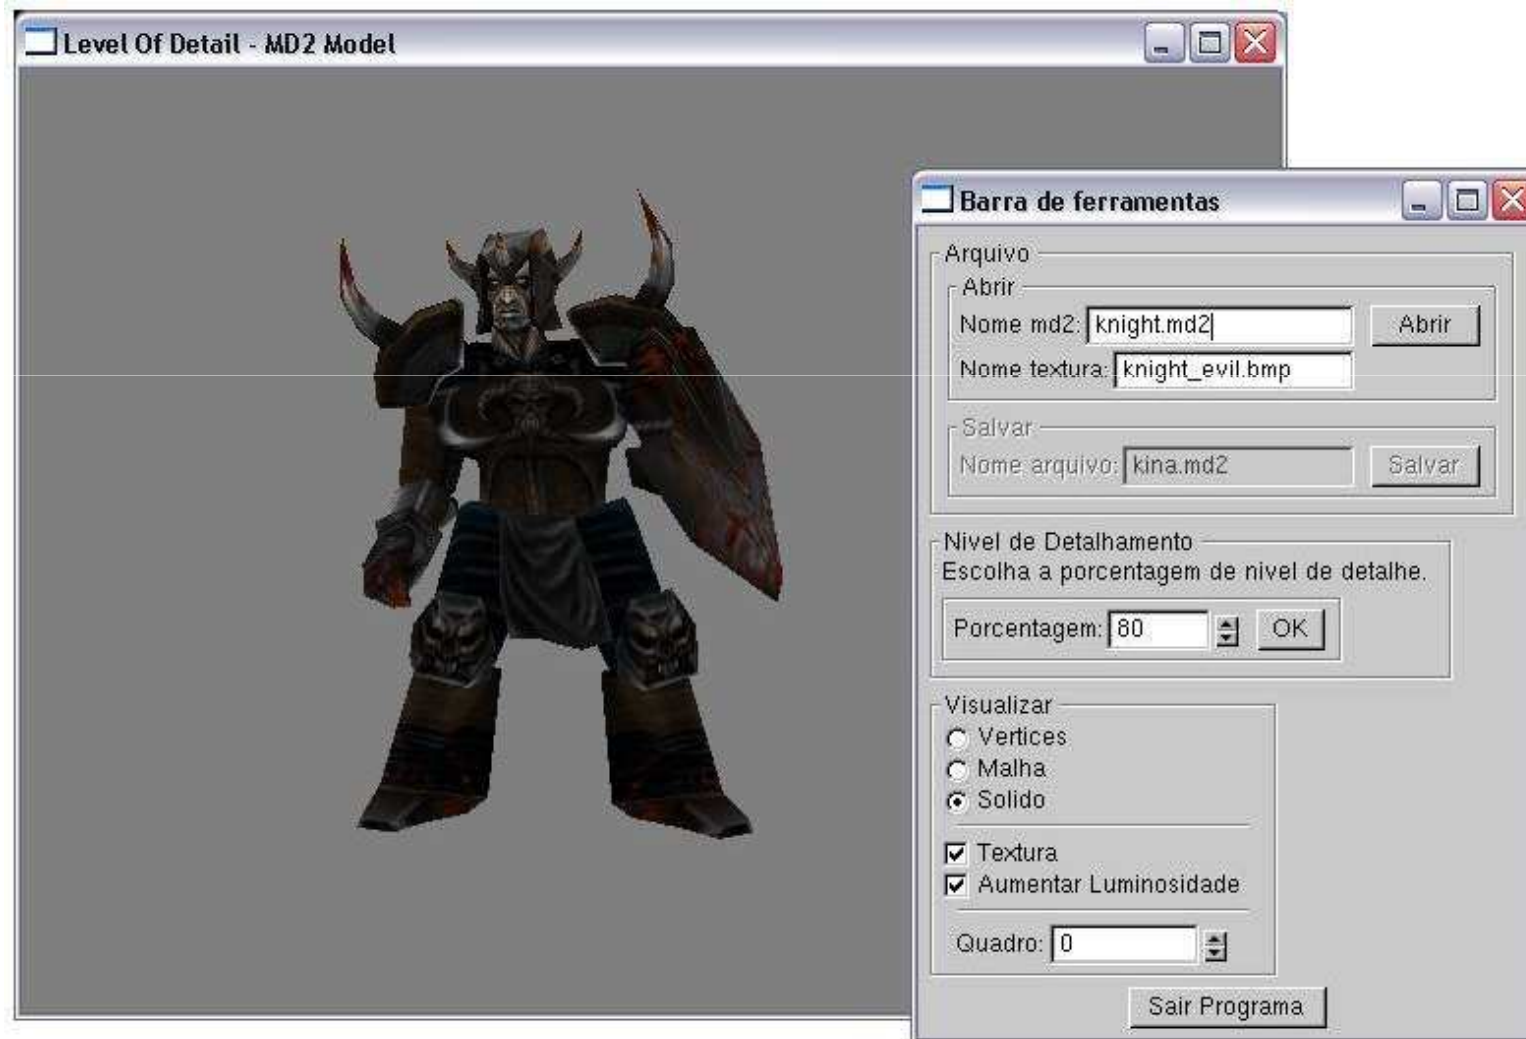 Level Of Detail - MD2 Model
Barra de ferramentas
Arquivo
Abrir
Nome md2: knight.md2 Abrir
Nome textura: knight_evil.bmp
Salvar
Nome arquivo: kina.md2 Salvar
Nivel de Detalhamento
Escolha a porcentagem de nivel de detalhe.
Porcentagem: 80 OK
Visualizar
Vertices
Malha
Solido
Textura
Aumentar Luminosidade
Quadro: 0
Sair Programa